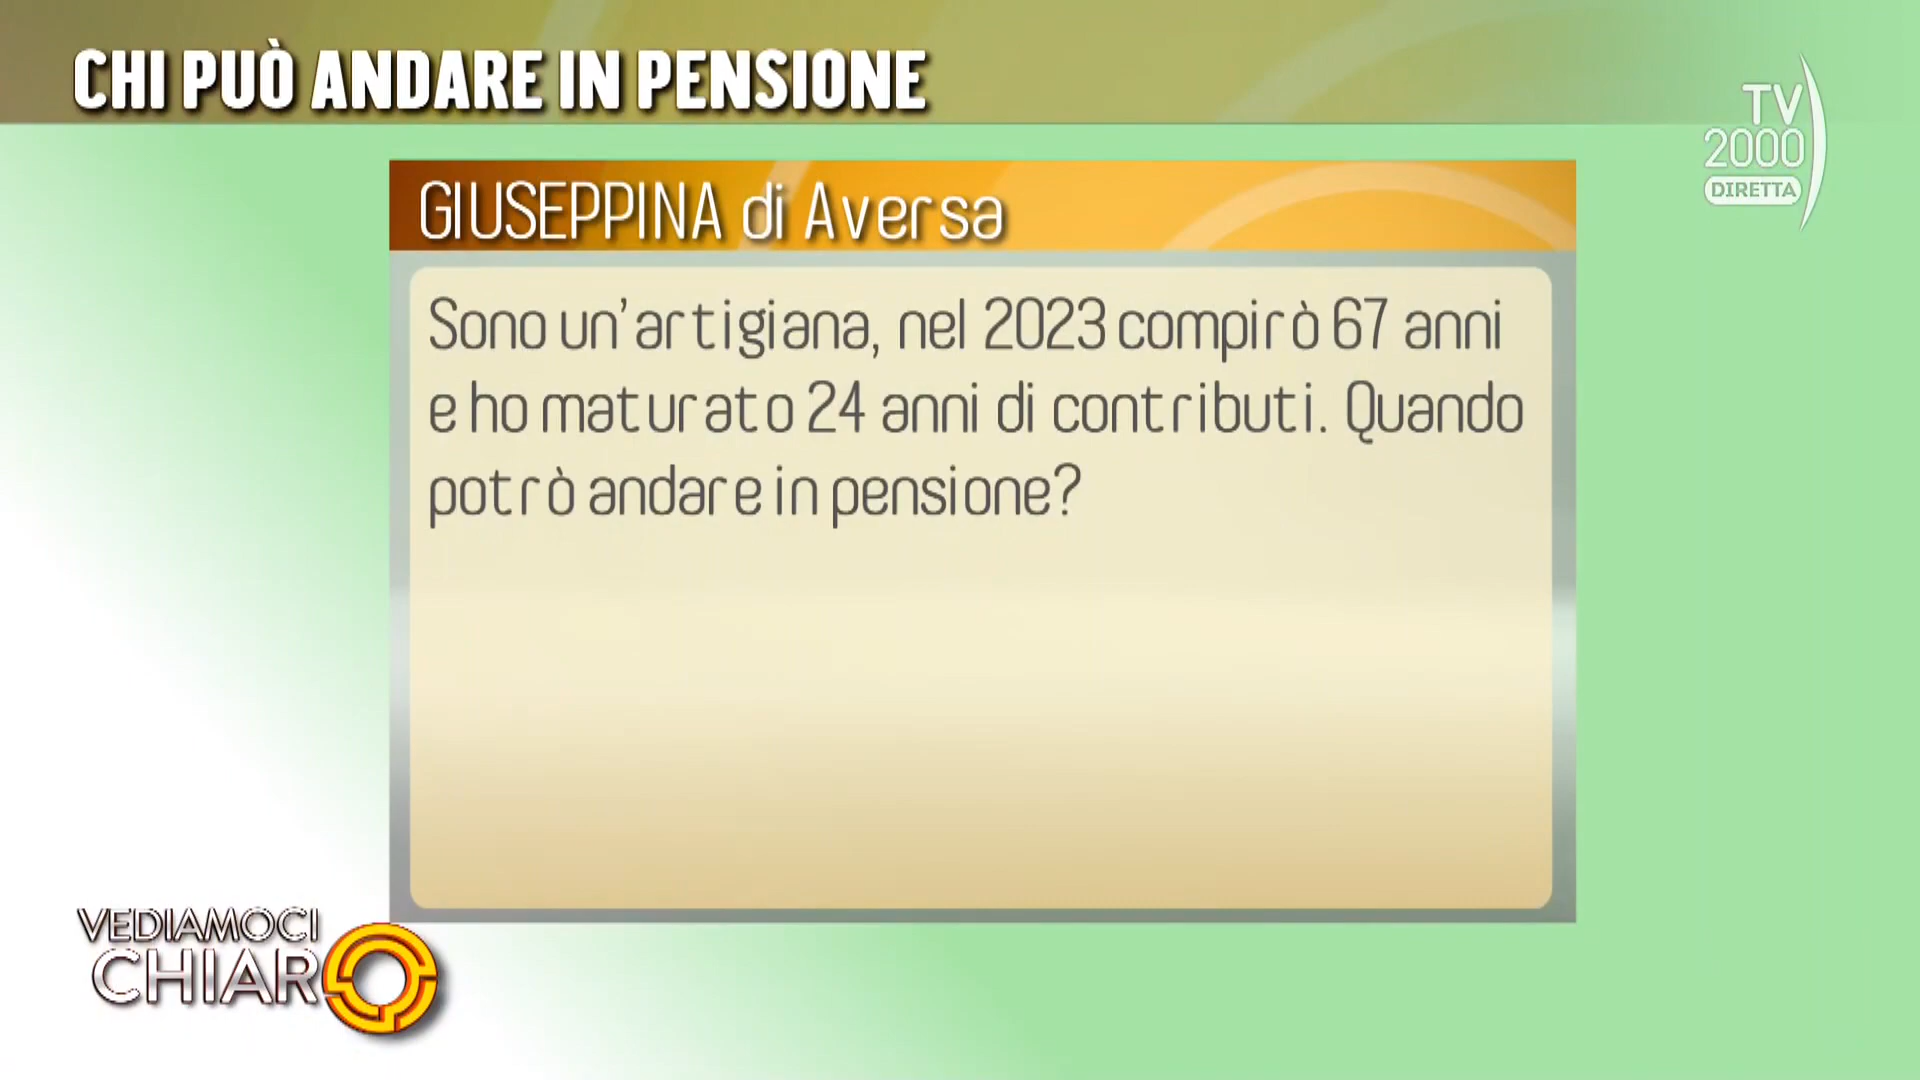 CHI PUÒ ANDARE IN PENSIONE
TV
2000
DIRETTA
GIUSEPPINA di Aversa
Sono un'artigiana, nel 2023 compirò 67 anni
e ho maturato 24 anni di contributi. Quando
potrò andare in pensione?
VEDIAMOCI
CHIARO